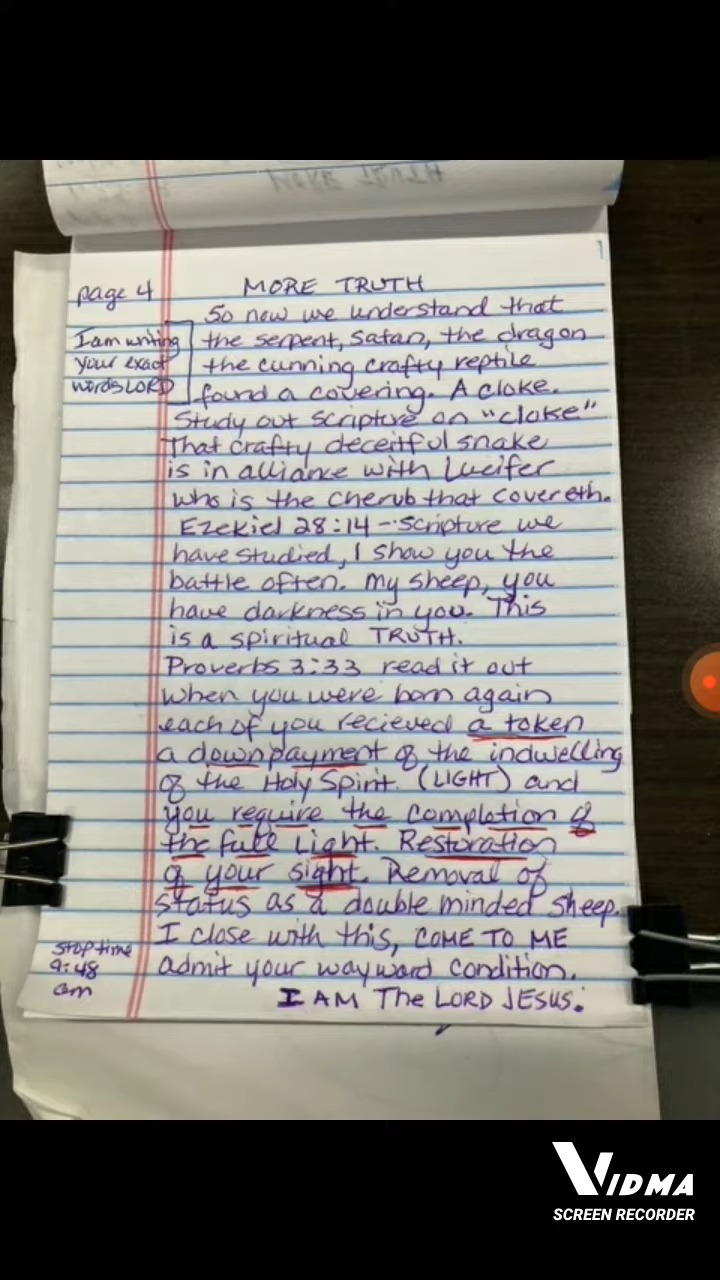 page 4
MORE TRUTH
I am writing
your exact
words LORD
So now we understand that
the serpent, Satan, the dragon
the cunning crafty reptile
found a covering. A cloke.
Study out scripture on "cloke"
That crafty deceitful snake
is in alliance with Lucifer
who is the cherub that covereth.
Ezekiel 28:14 -- Scripture we
have studied, I show you the
battle often. My sheep, you
have darkness in you. This
is a spiritual TRUTH.
Proverbs 3:33 read it out
when you were born again
each of you recieved a token
a downpayment of the indwelling
of the Holy Spirit. (LIGHT) and
you require the completion of
the full Light. Restoration
of your sight. Removal of
status as a double minded sheep.
I close with this, COME TO ME
admit your wayward condition.
I AM The LORD JESUS.
stop time
9:48
am
VIDMA
SCREEN RECORDER